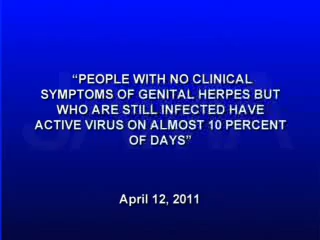 “PEOPLE WITH NO CLINICAL
SYMPTOMS OF GENITAL HERPES BUT
WHO ARE STILL INFECTED HAVE
ACTIVE VIRUS ON ALMOST 10 PERCENT
OF DAYS”
April 12, 2011